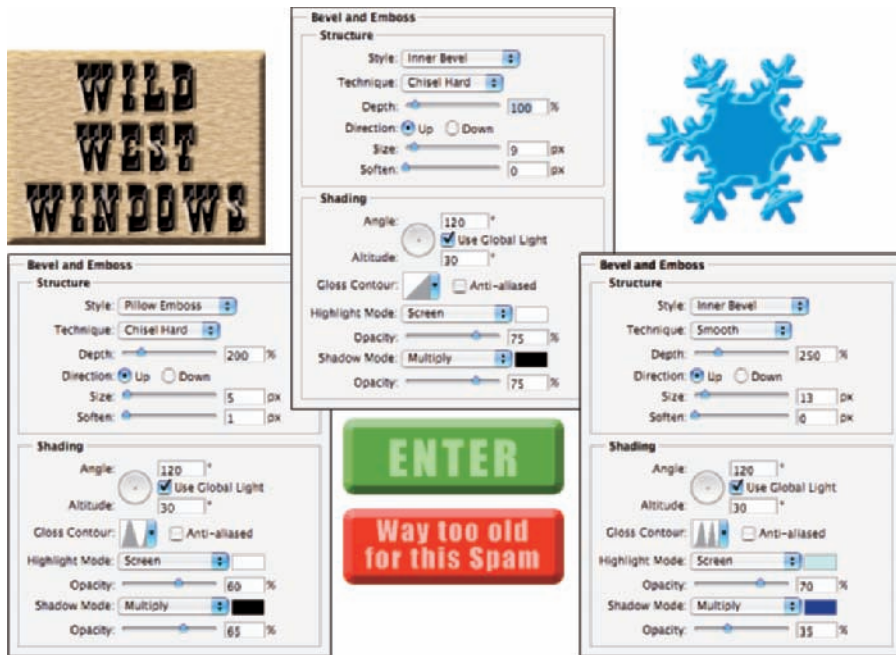 WILD
WEST
WINDOWS
Bevel and Emboss
Structure
Style: Inner Bevel
Technique: Chisel Hard
Depth: 100 %
Direction: Up Down
Size: 9 px
Soften: 0 px
Shading
Angle: 120 °
Use Global Light
Altitude: 30 °
Gloss Contour: Anti-aliased
Highlight Mode: Screen
Opacity: 75 %
Shadow Mode: Multiply
Opacity: 75 %
Bevel and Emboss
Structure
Style: Pillow Emboss
Technique: Chisel Hard
Depth: 200 %
Direction: Up Down
Size: 5 px
Soften: 1 px
Shading
Angle: 120 °
Use Global Light
Altitude: 30 °
Gloss Contour: Anti-aliased
Highlight Mode: Screen
Opacity: 60 %
Shadow Mode: Multiply
Opacity: 65 %
ENTER
Way too old
for this Spam
Bevel and Emboss
Structure
Style: Inner Bevel
Technique: Smooth
Depth: 250 %
Direction: Up Down
Size: 13 px
Soften: 0 px
Shading
Angle: 120 °
Use Global Light
Altitude: 30 °
Gloss Contour: Anti-aliased
Highlight Mode: Screen
Opacity: 70 %
Shadow Mode: Multiply
Opacity: 35 %